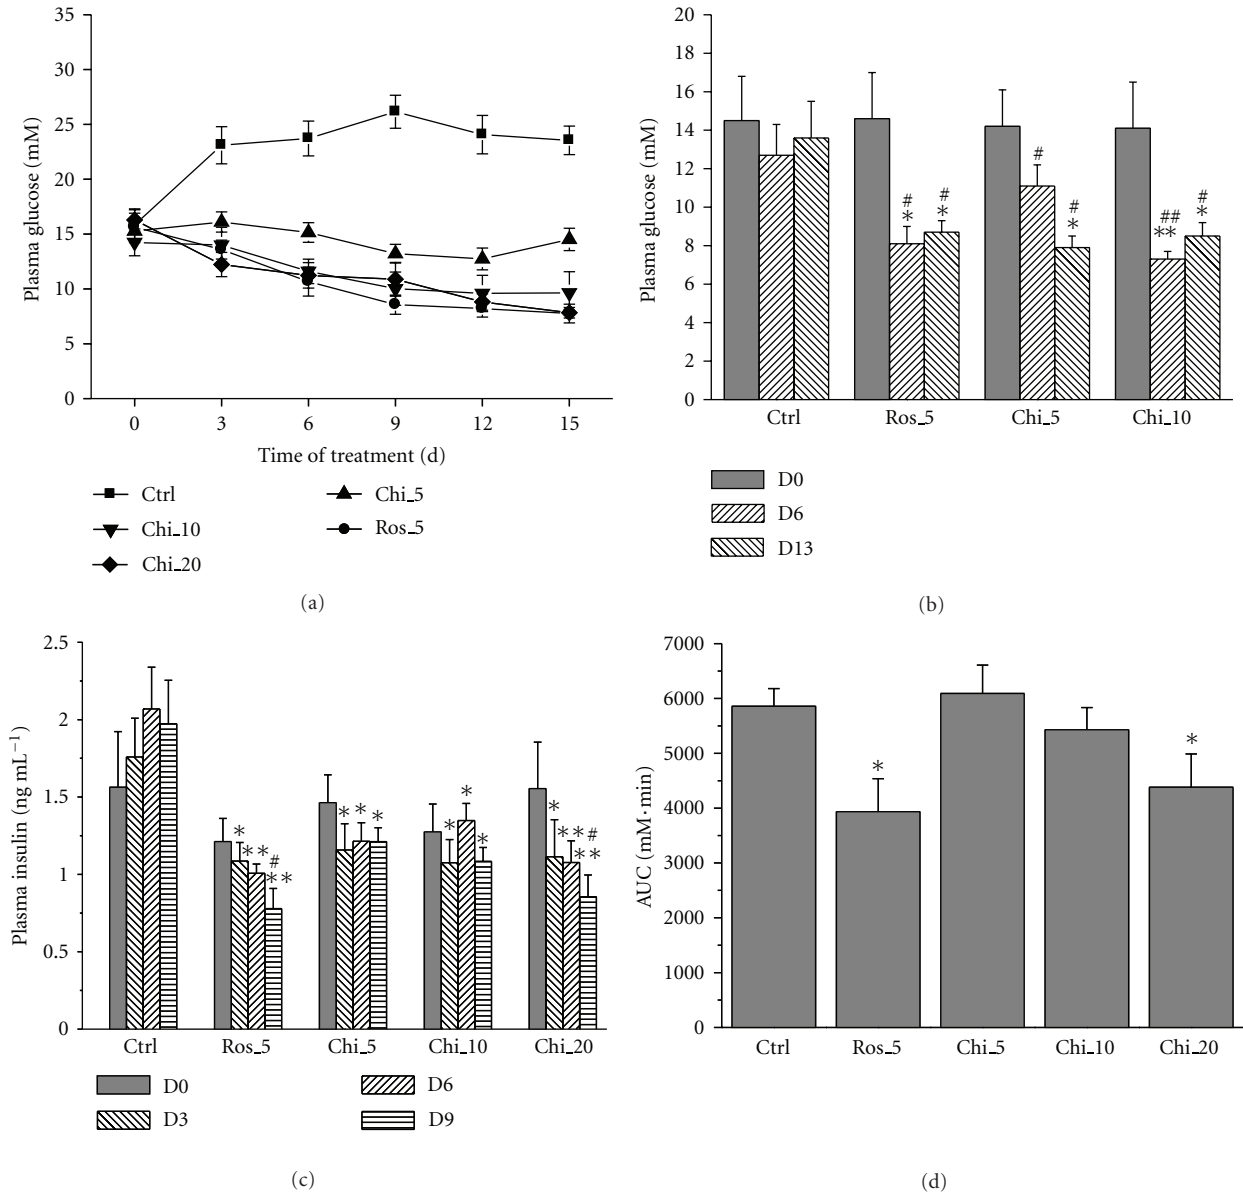 35
30
25
20
15
10
5
0
Plasma glucose (mM)
0 3 6 9 12 15
Time of treatment (d)
Ctrl
Chi_5
Chi_10
Ros_5
Chi_20
(a)
20
18
16
14
12
10
8
6
4
2
0
Plasma glucose (mM)
# * # * # # * ## ** # *
Ctrl Ros_5 Chi_5 Chi_10
D0
D6
D13
(b)
2.5
2
1.5
1
0.5
0
Plasma insulin (ng mL−1)
* ** # ** * * * * * * * ** # **
Ctrl Ros_5 Chi_5 Chi_10 Chi_20
D0 D6
D3 D9
(c)
7000
6000
5000
4000
3000
2000
1000
0
AUC (mM·min)
* *
Ctrl Ros_5 Chi_5 Chi_10 Chi_20
(d)